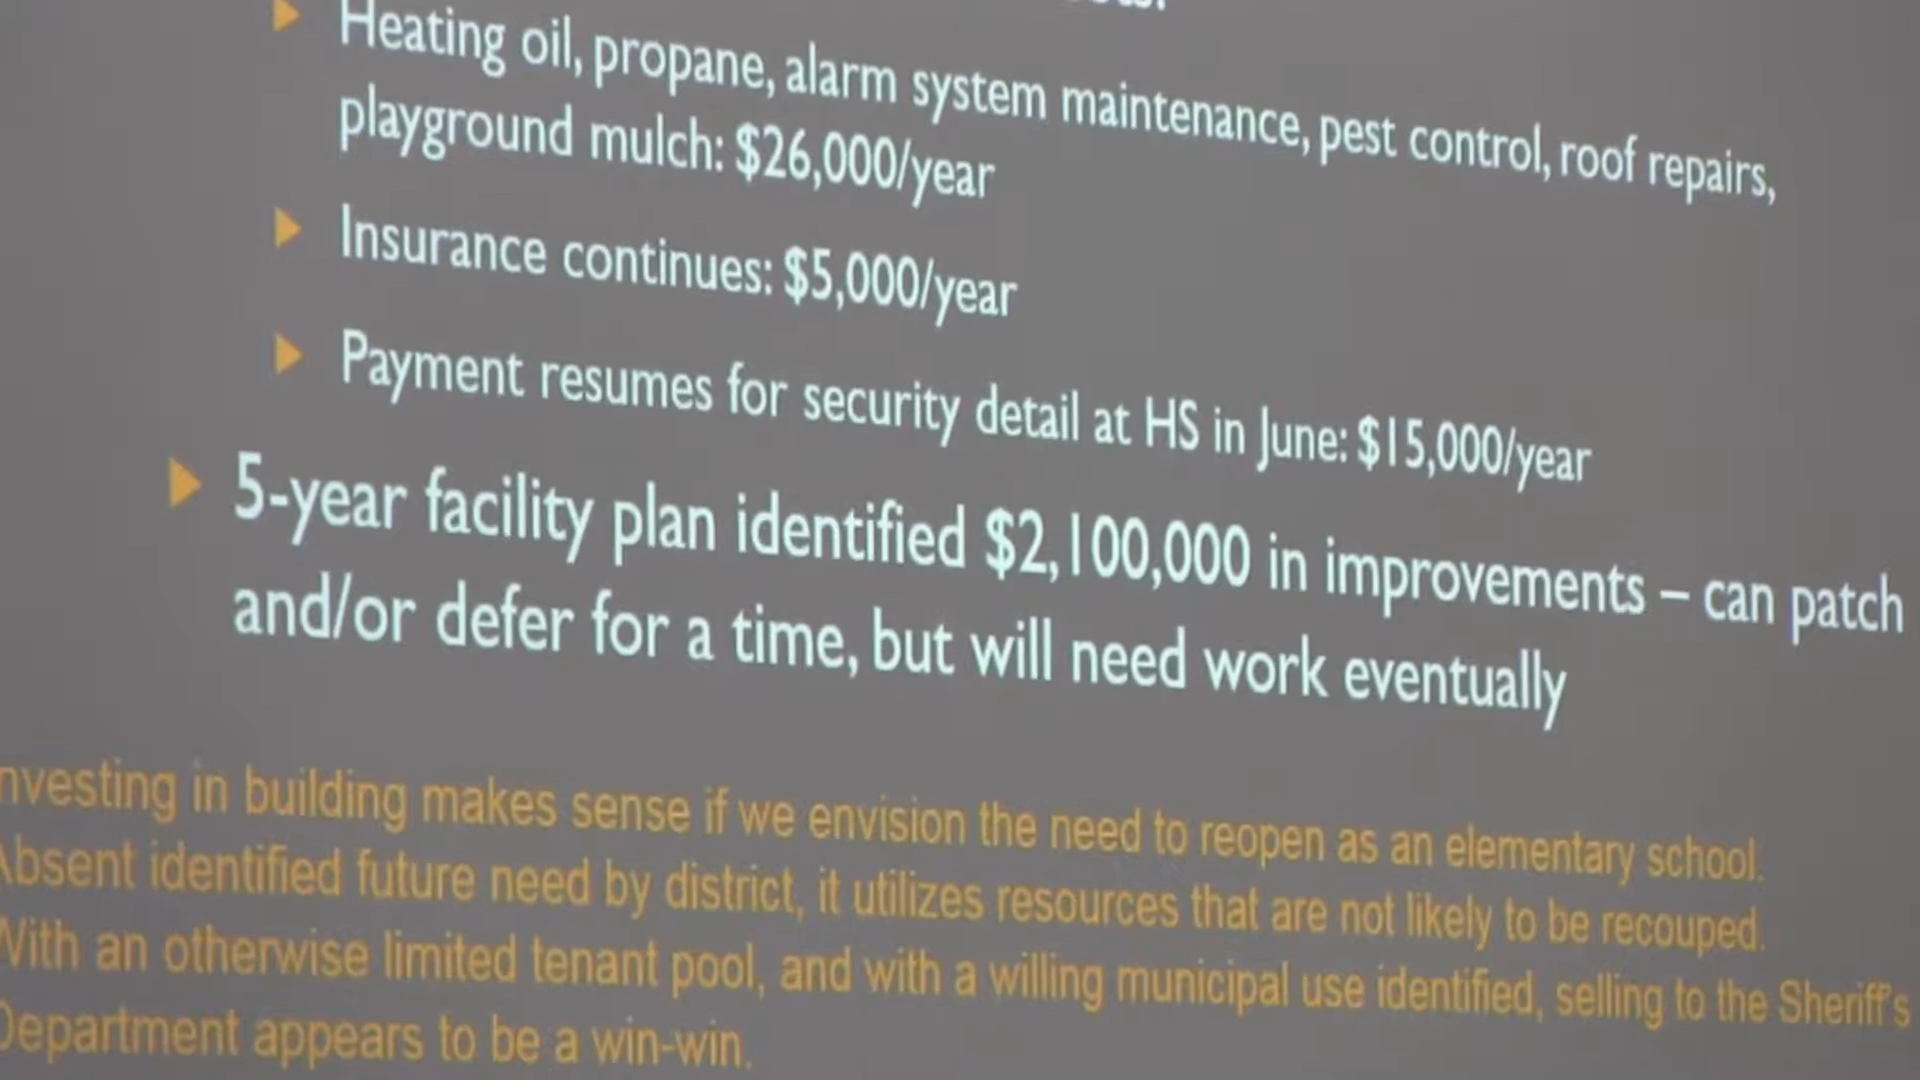 Heating oil, propane, alarm system maintenance, pest control, roof repairs,
playground mulch: $26,000/year
Insurance continues: $5,000/year
Payment resumes for security detail at HS in June: $15,000/year
5-year facility plan identified $2,100,000 in improvements – can patch
and/or defer for a time, but will need work eventually
nvesting in building makes sense if we envision the need to reopen as an elementary school.
Absent identified future need by district, it utilizes resources that are not likely to be recouped.
With an otherwise limited tenant pool, and with a willing municipal use identified, selling to the Sheriff's
Department appears to be a win-win.